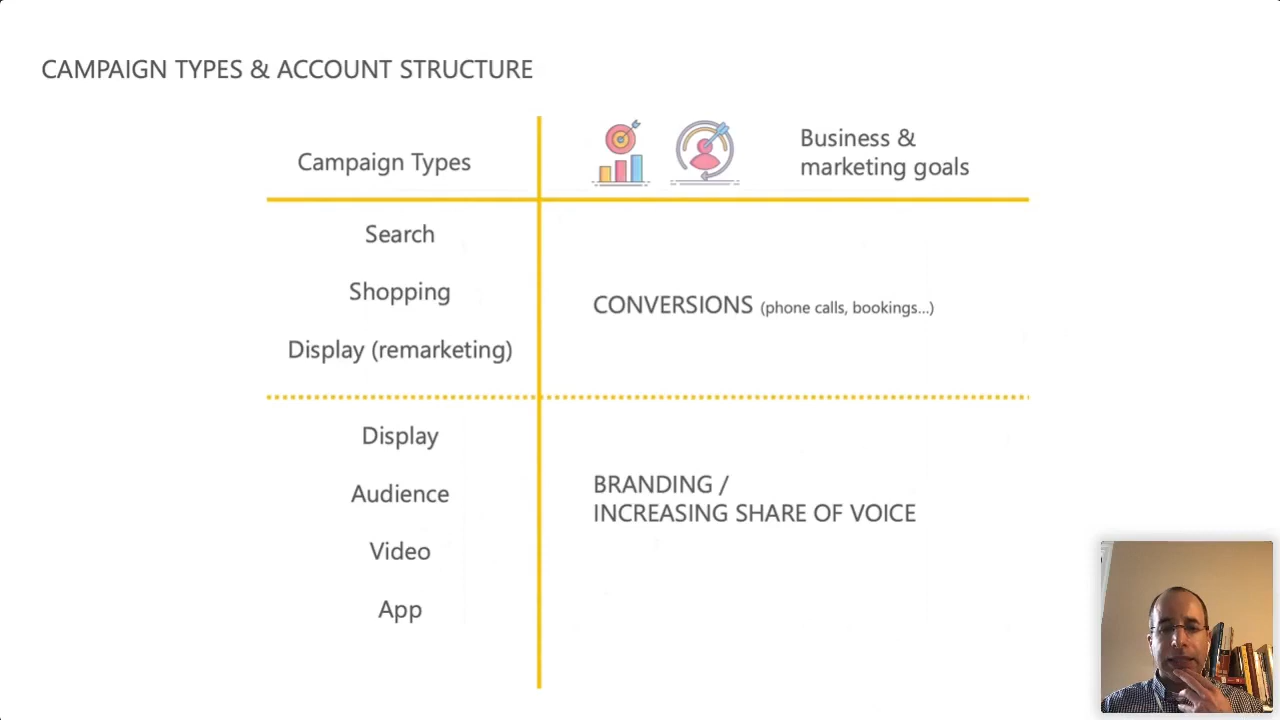 CAMPAIGN TYPES & ACCOUNT STRUCTURE
Campaign Types
Business &
marketing goals
Search
Shopping
Display (remarketing)
CONVERSIONS (phone calls, bookings...)
Display
Audience
Video
App
BRANDING /
INCREASING SHARE OF VOICE